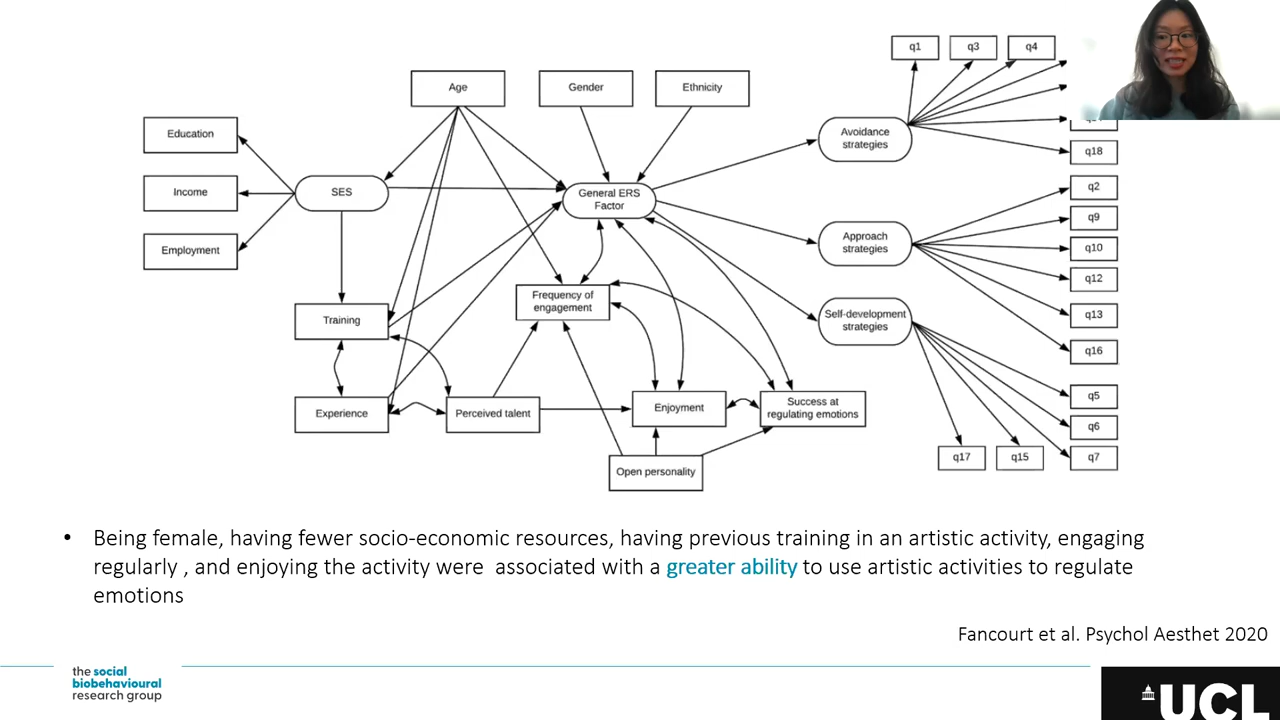 q1
q3
q4
Age
Gender
Ethnicity
Education
Avoidance
strategies
q18
Income
SES
General ERS
Factor
q2
q9
Employment
Approach
strategies
q10
q12
Frequency of
engagement
Training
Self-development
strategies
q13
q16
Experience
Perceived talent
Enjoyment
Success at
regulating emotions
q5
q6
Open personality
q17
q15
q7
• Being female, having fewer socio-economic resources, having previous training in an artistic activity, engaging
regularly , and enjoying the activity were associated with a greater ability to use artistic activities to regulate
emotions
Fancourt et al. Psychol Aesthet 2020
the social
biobehavioural
research group
UCL